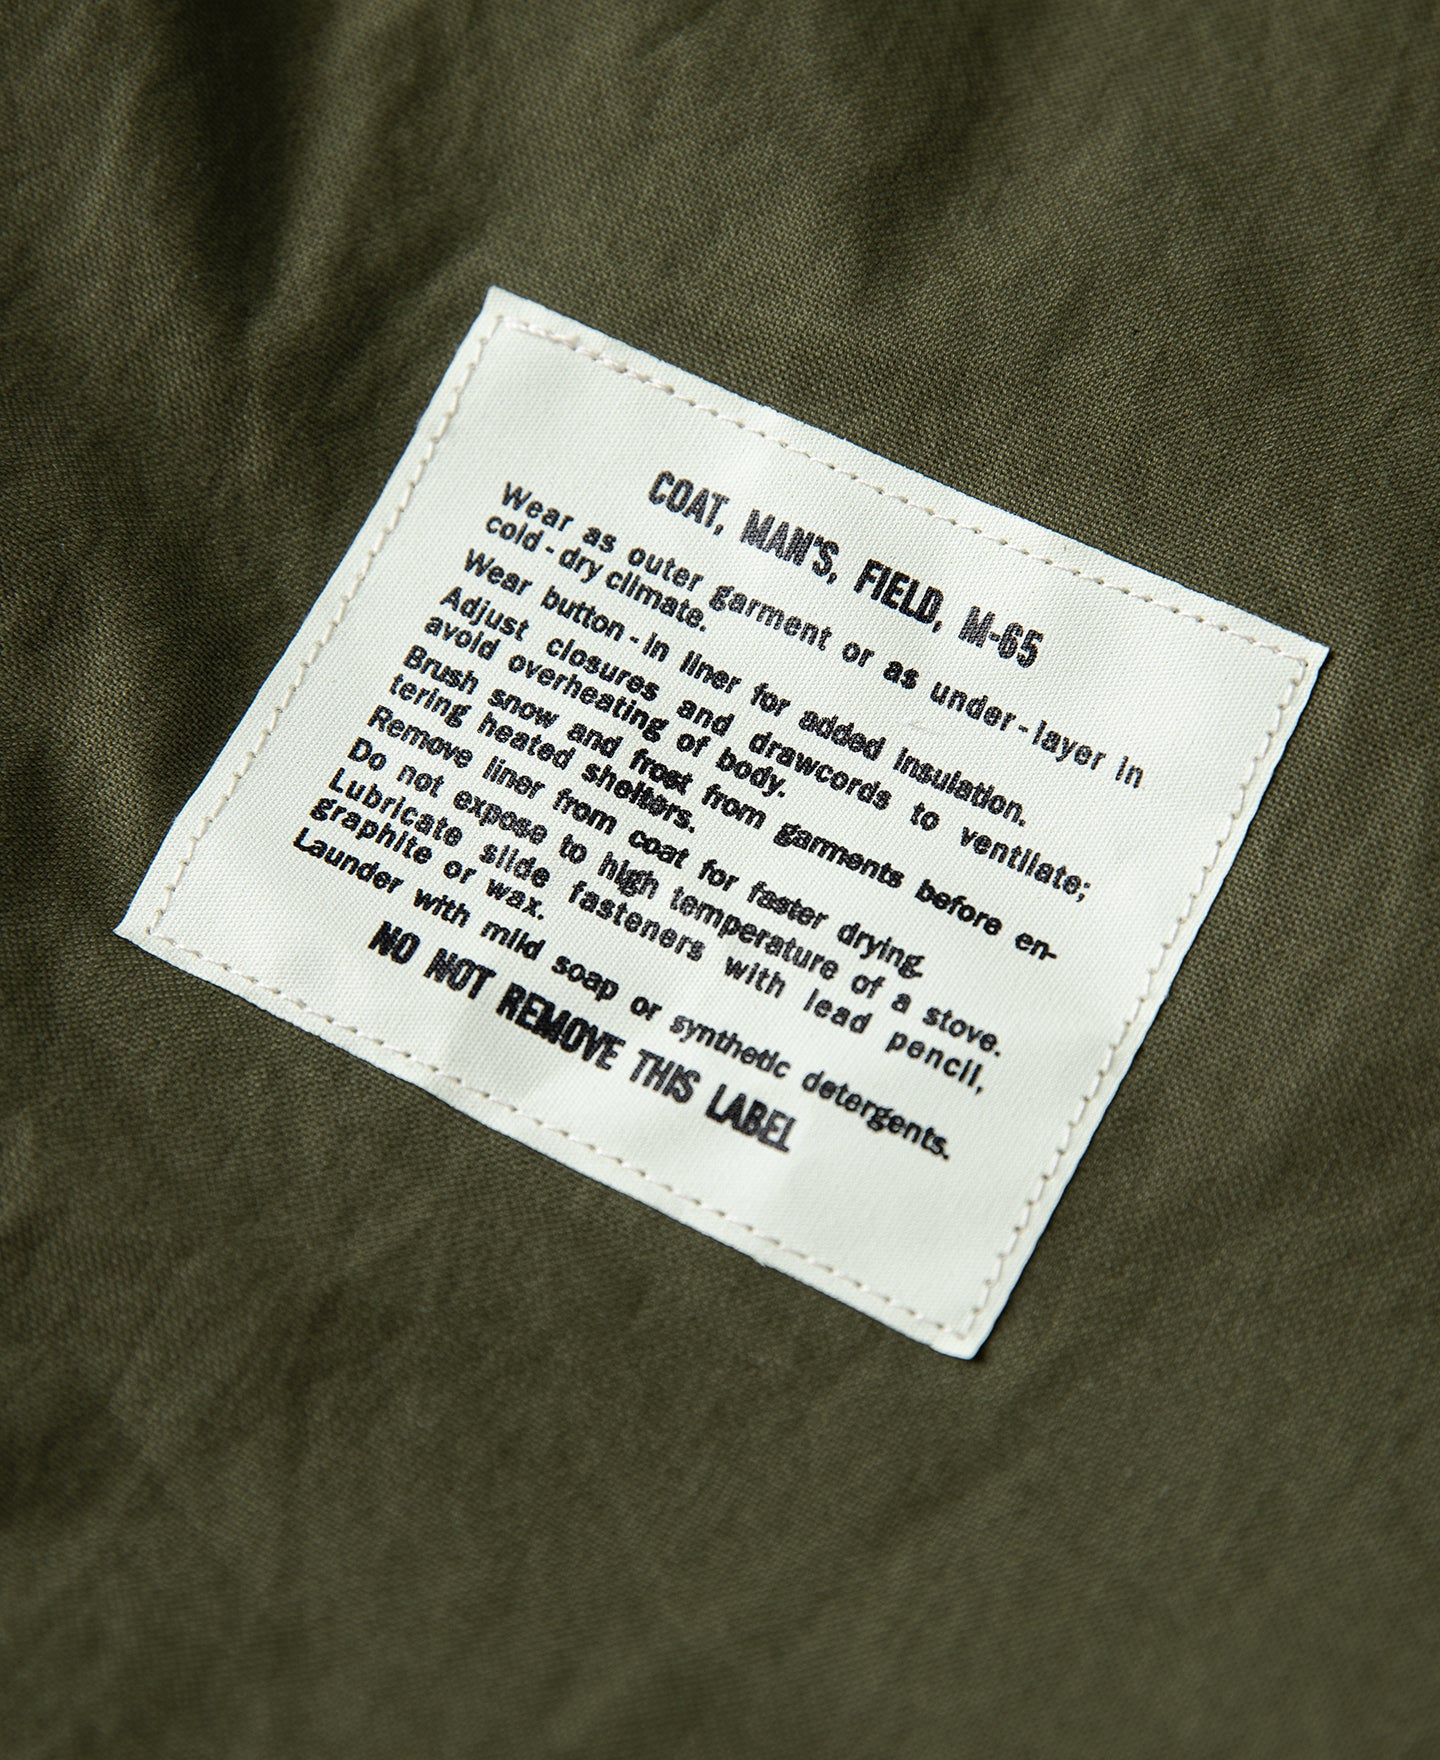 COAT, MAN'S, FIELD, M-65
Wear as outer garment or as under-layer in
cold-dry climate.
Wear button-in liner for added insulation.
Adjust closures and drawcords to ventilate;
avoid overheating of body.
Brush snow and frost from garments before en-
tering heated shelters.
Remove liner from coat for faster drying.
Do not expose to high temperature of a stove.
Lubricate slide fasteners with lead pencil,
graphite or wax.
Launder with mild soap or synthetic detergents.
NO NOT REMOVE THIS LABEL